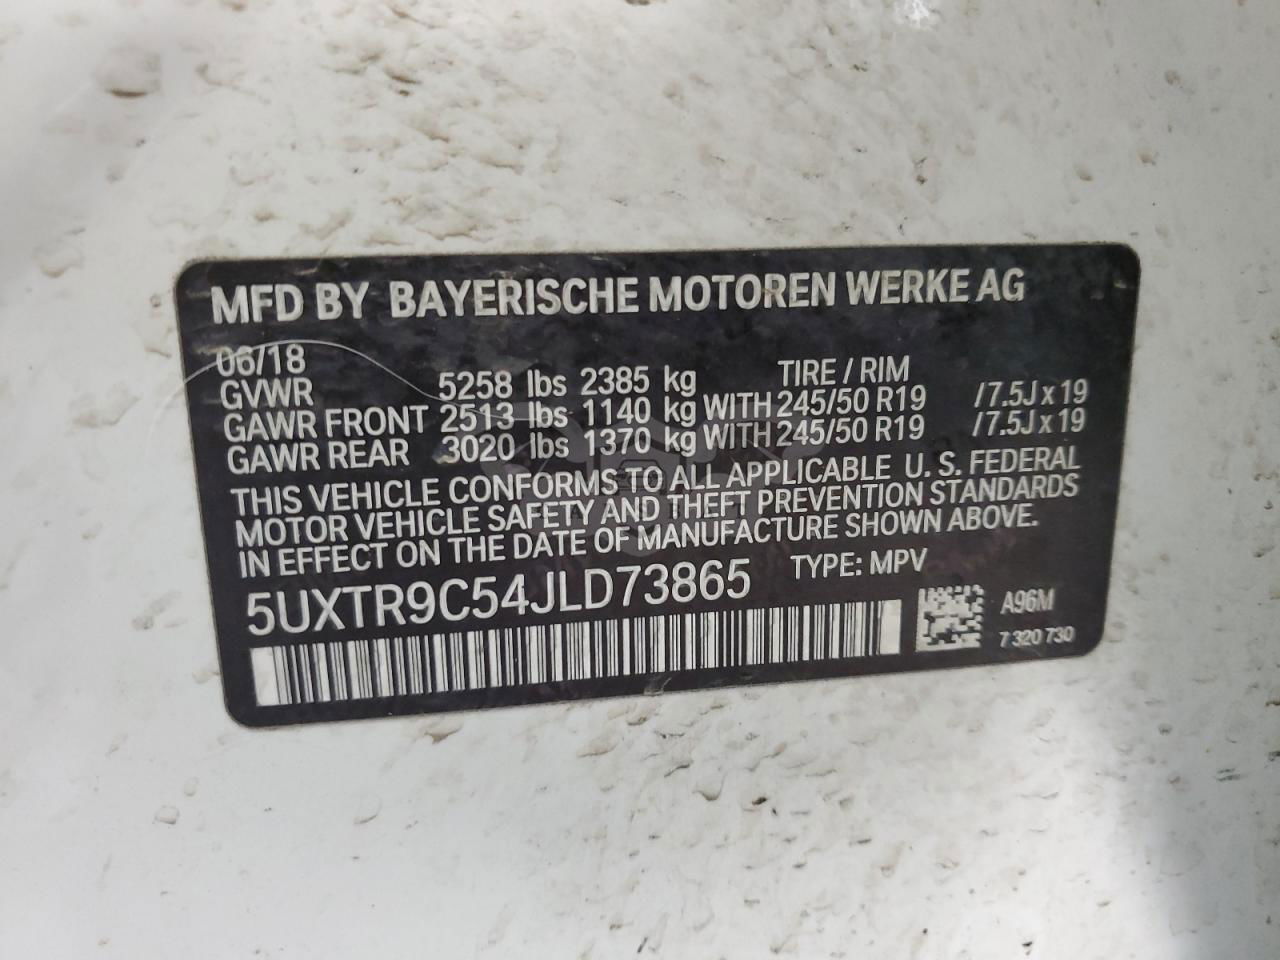 MFD BY BAYERISCHE MOTOREN WERKE AG
06/18 TIRE / RIM
GVWR 5258 lbs 2385 kg
GAWR FRONT 2513 lbs 1140 kg WITH 245/50 R19 /7.5J x 19
GAWR REAR 3020 lbs 1370 kg WITH 245/50 R19 /7.5J x 19
THIS VEHICLE CONFORMS TO ALL APPLICABLE U. S. FEDERAL
MOTOR VEHICLE SAFETY AND THEFT PREVENTION STANDARDS
IN EFFECT ON THE DATE OF MANUFACTURE SHOWN ABOVE.
5UXTR9C54JLD73865 TYPE: MPV
A96M
7 320 730